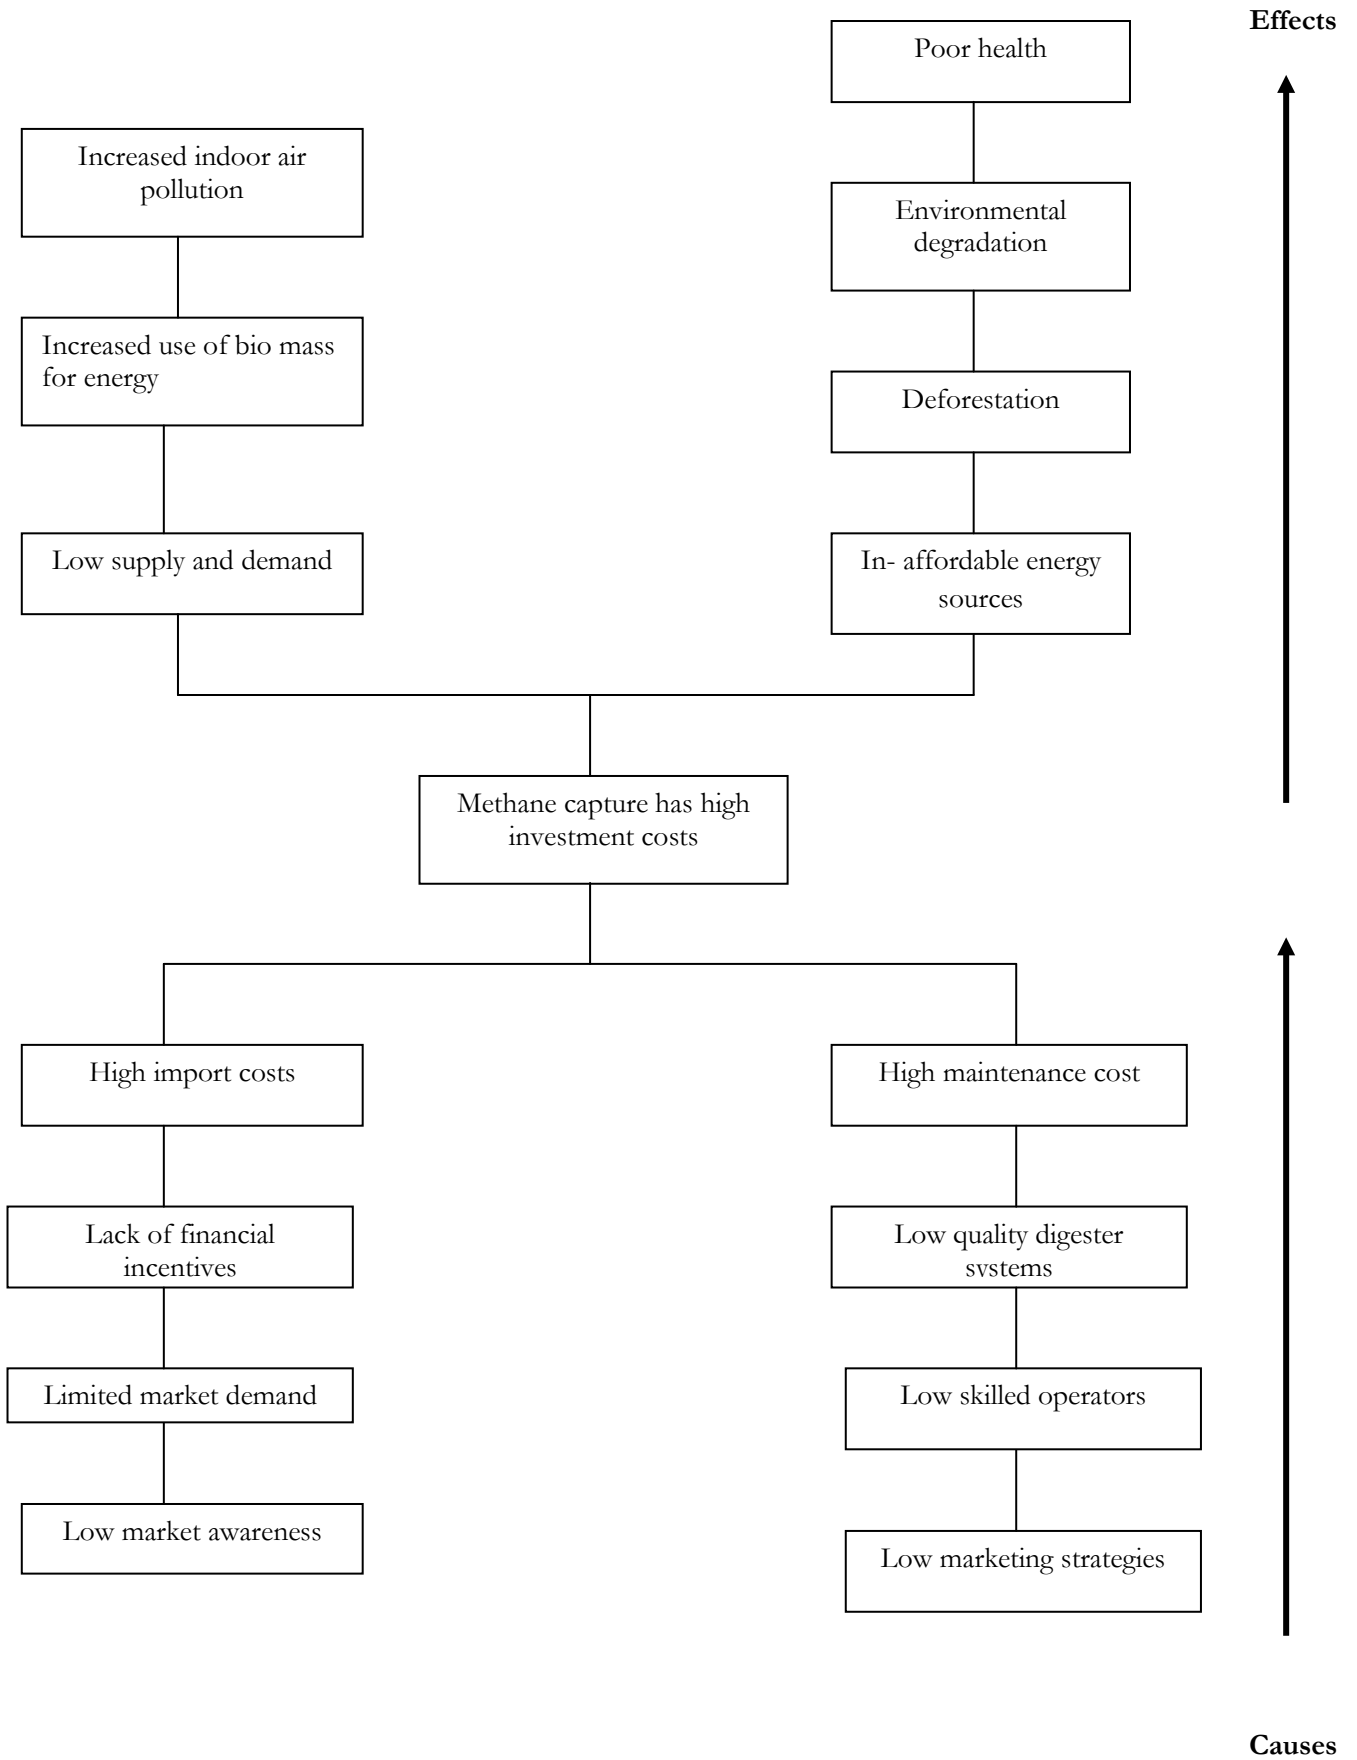 Effects
Poor health
Increased indoor air
pollution
Environmental
degradation
Increased use of bio mass
for energy
Deforestation
Low supply and demand
In- affordable energy
sources
Methane capture has high
investment costs
High import costs
High maintenance cost
Lack of financial
incentives
Low quality digester
systems
Limited market demand
Low skilled operators
Low market awareness
Low marketing strategies
Causes